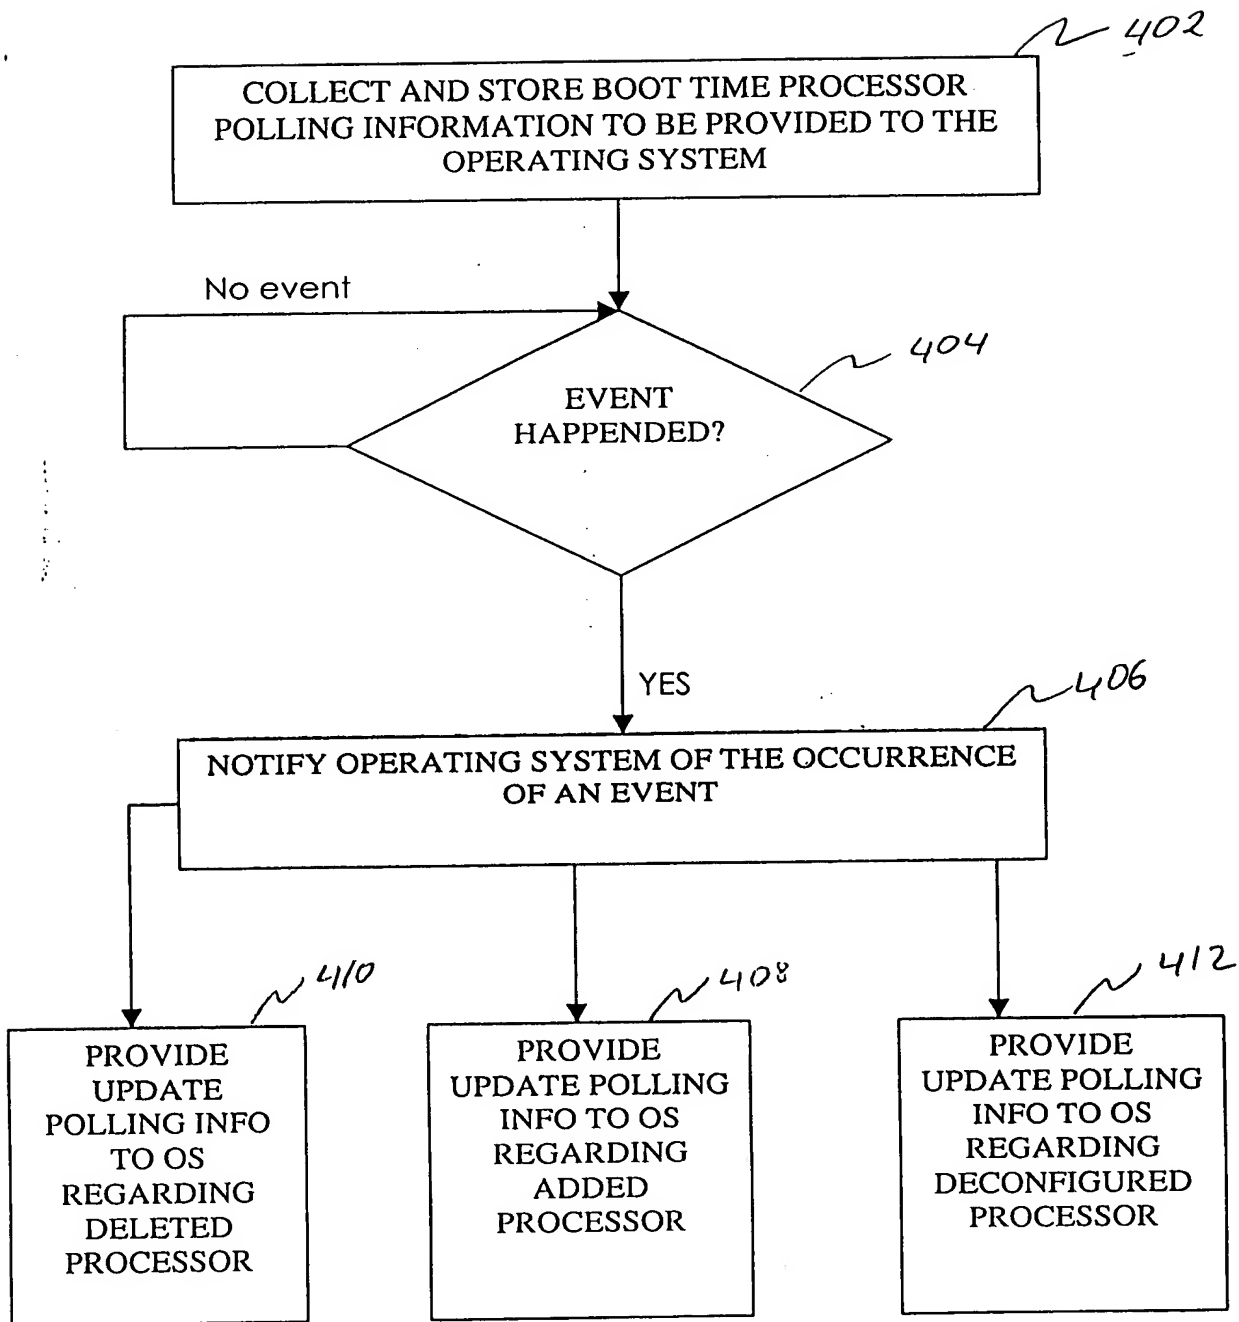 402
COLLECT AND STORE BOOT TIME PROCESSOR
POLLING INFORMATION TO BE PROVIDED TO THE
OPERATING SYSTEM
No event
404
EVENT
HAPPENDED?
YES
406
NOTIFY OPERATING SYSTEM OF THE OCCURRENCE
OF AN EVENT
410
PROVIDE
UPDATE
POLLING INFO
TO OS
REGARDING
DELETED
PROCESSOR
408
PROVIDE
UPDATE POLLING
INFO TO OS
REGARDING
ADDED
PROCESSOR
412
PROVIDE
UPDATE POLLING
INFO TO OS
REGARDING
DECONFIGURED
PROCESSOR